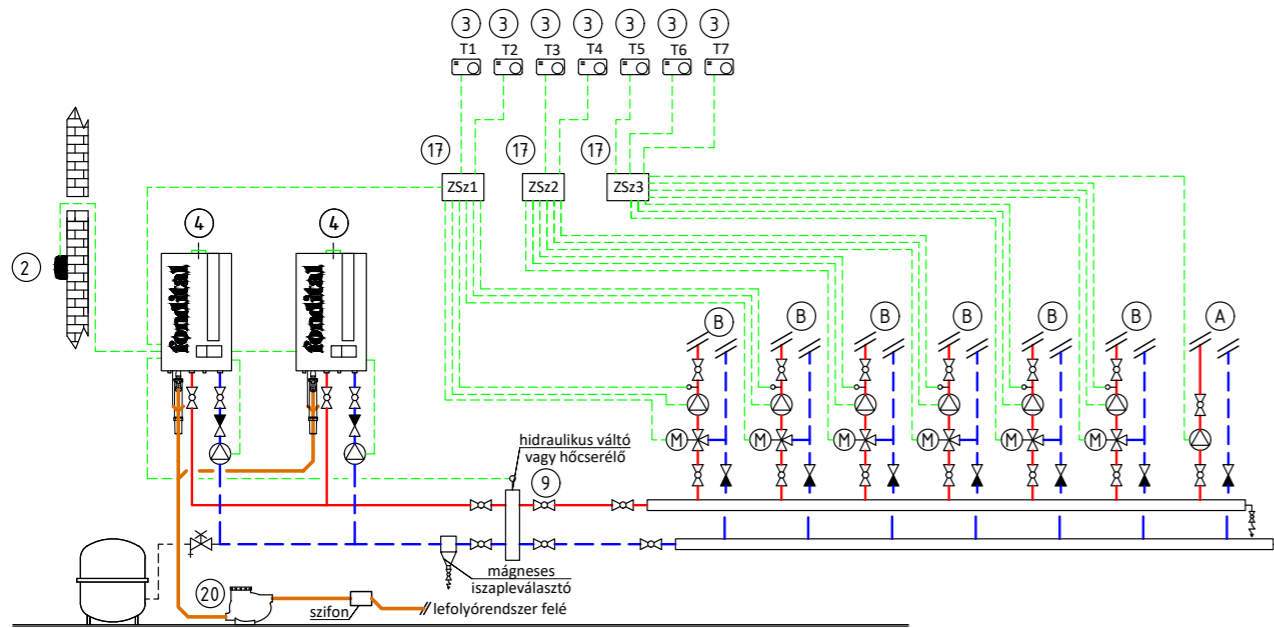 3 3 3 3 3 3 3
T1 T2 T3 T4 T5 T6 T7
17 17 17
ZSz1 ZSz2 ZSz3
4 4
2
fondital fondital
B B B B B B A
M M M M M M
hidraulikus váltó
vagy hőcserélő
9
mágneses
iszapleválasztó
20
szifon
lefolyórendszer felé